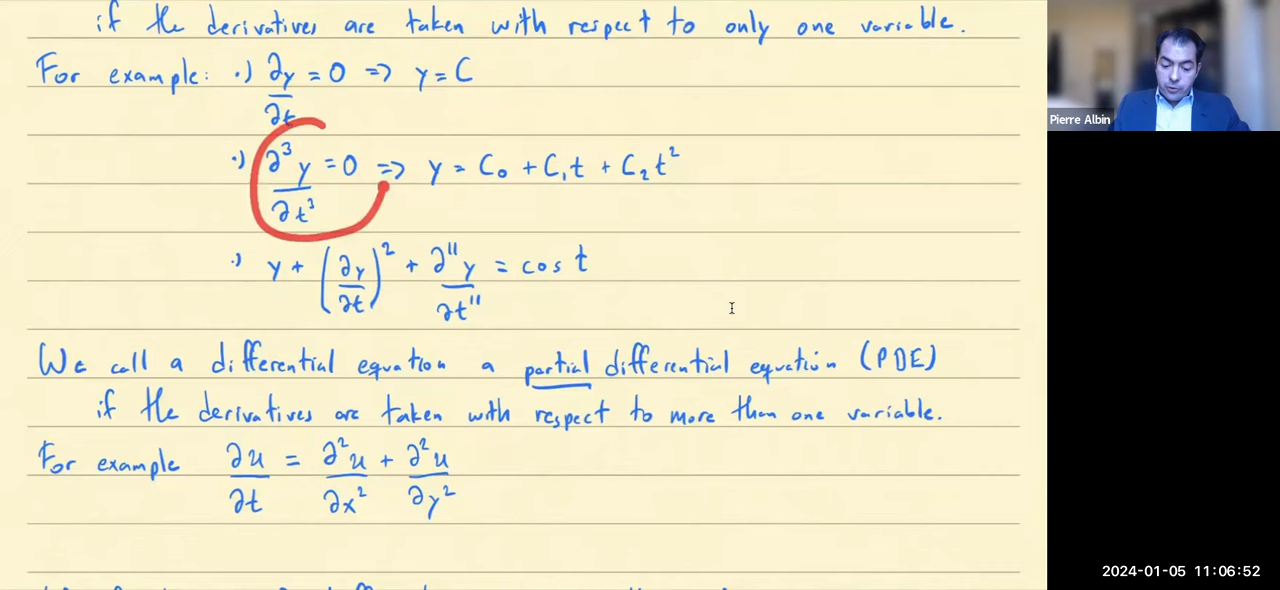 if the derivatives are taken with respect to only one variable.
For example: •) ∂y/∂t = 0 => y = C
•) ∂³y/∂t³ = 0 => y = C₀ + C₁t + C₂t²
•) y + (∂y/∂t)² + ∂¹¹y/∂t¹¹ = cos t
We call a differential equation a partial differential equation (PDE)
if the derivatives are taken with respect to more than one variable.
For example ∂u/∂t = ∂²u/∂x² + ∂²u/∂y²
Pierre Albin
2024-01-05 11:06:52